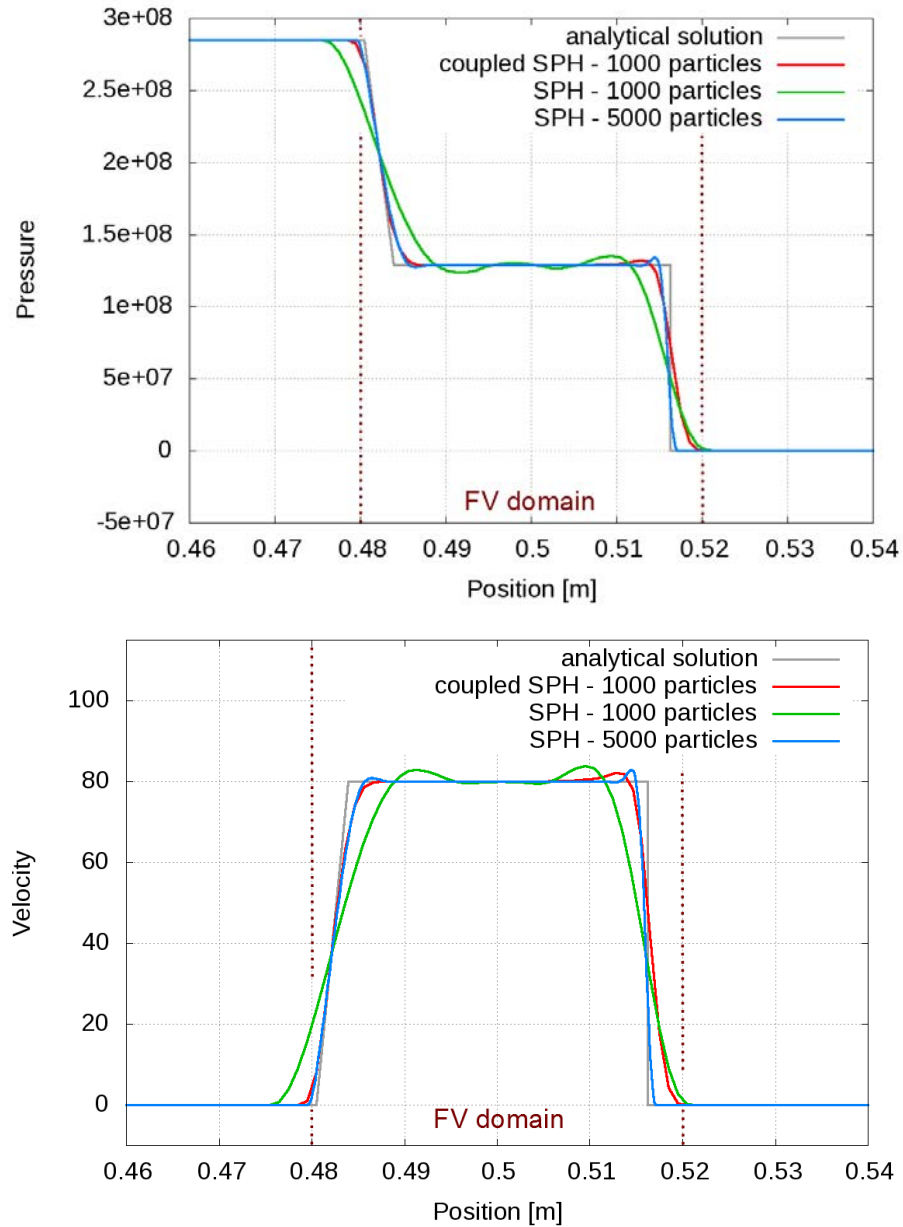 3e+08
analytical solution
coupled SPH - 1000 particles
SPH - 1000 particles
SPH - 5000 particles
2.5e+08
2e+08
1.5e+08
1e+08
5e+07
0
-5e+07
Pressure
FV domain
0.46 0.47 0.48 0.49 0.5 0.51 0.52 0.53 0.54
Position [m]
analytical solution
coupled SPH - 1000 particles
SPH - 1000 particles
SPH - 5000 particles
100
80
60
40
20
0
Velocity
FV domain
0.46 0.47 0.48 0.49 0.5 0.51 0.52 0.53 0.54
Position [m]